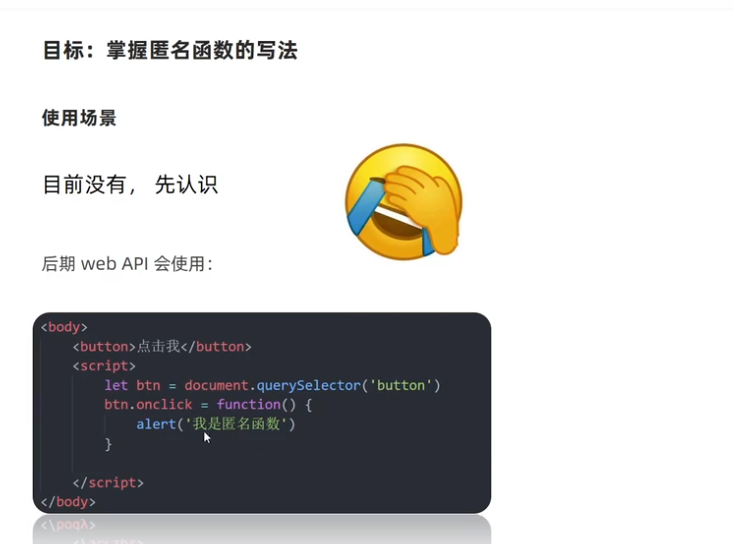 目标：掌握匿名函数的写法
使用场景
目前没有， 先认识
后期 web API 会使用：
<body>
    <button>点击我</button>
    <script>
        let btn = document.querySelector('button')
        btn.onclick = function() {
            alert('我是匿名函数')
        }
    </script>
</body>